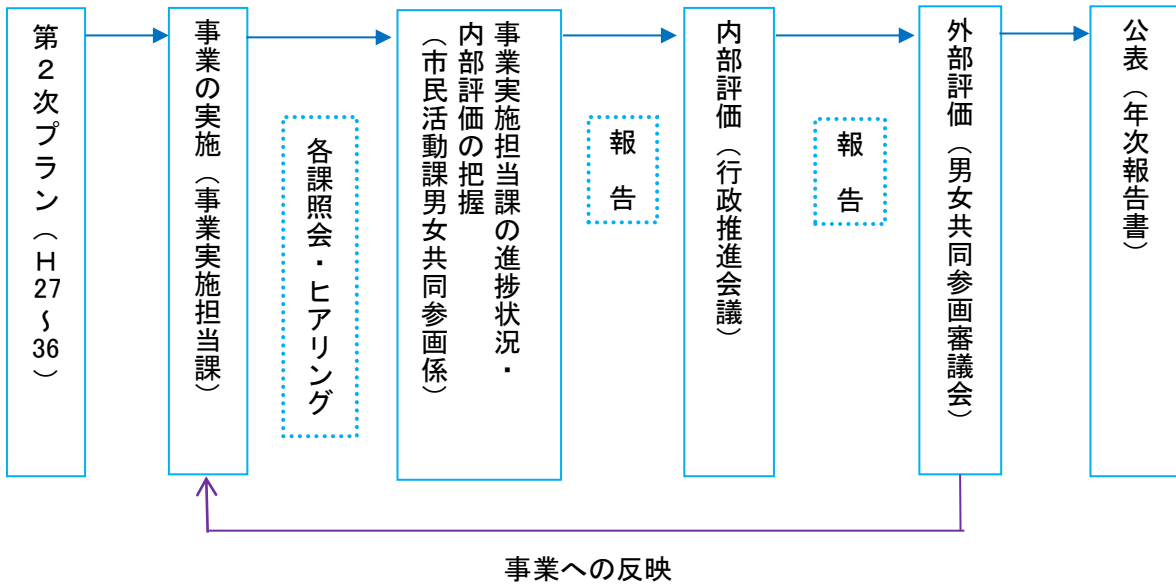 第２次プラン（Ｈ27～36）
事業の実施（事業実施担当課）
各課照会・ヒアリング
事業実施担当課の進捗状況・
内部評価の把握
（市民活動課男女共同参画係）
報告
内部評価（行政推進会議）
報告
外部評価（男女共同参画審議会）
公表（年次報告書）
事業への反映